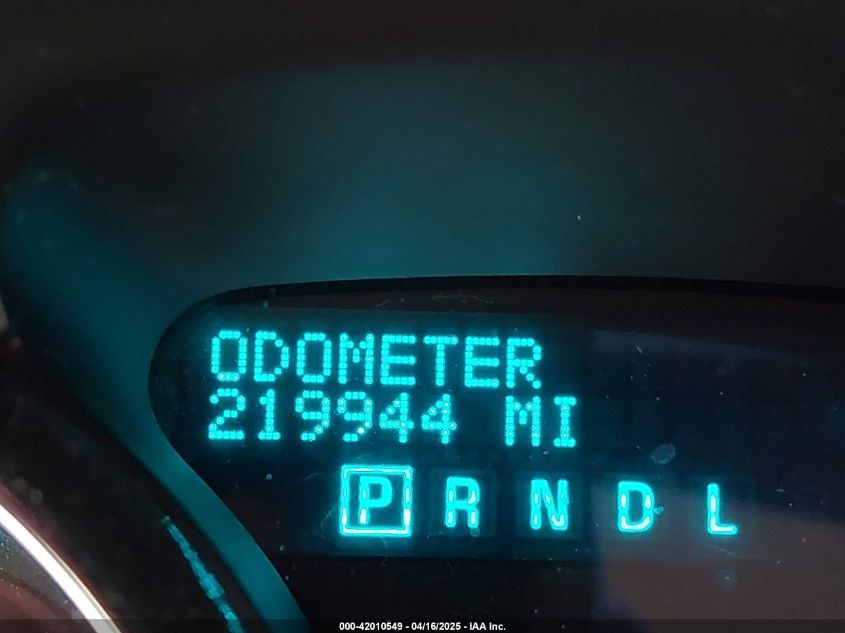 ODOMETER
219944 MI
P R N D L
000-42010549 - 04/16/2025 - IAA Inc.